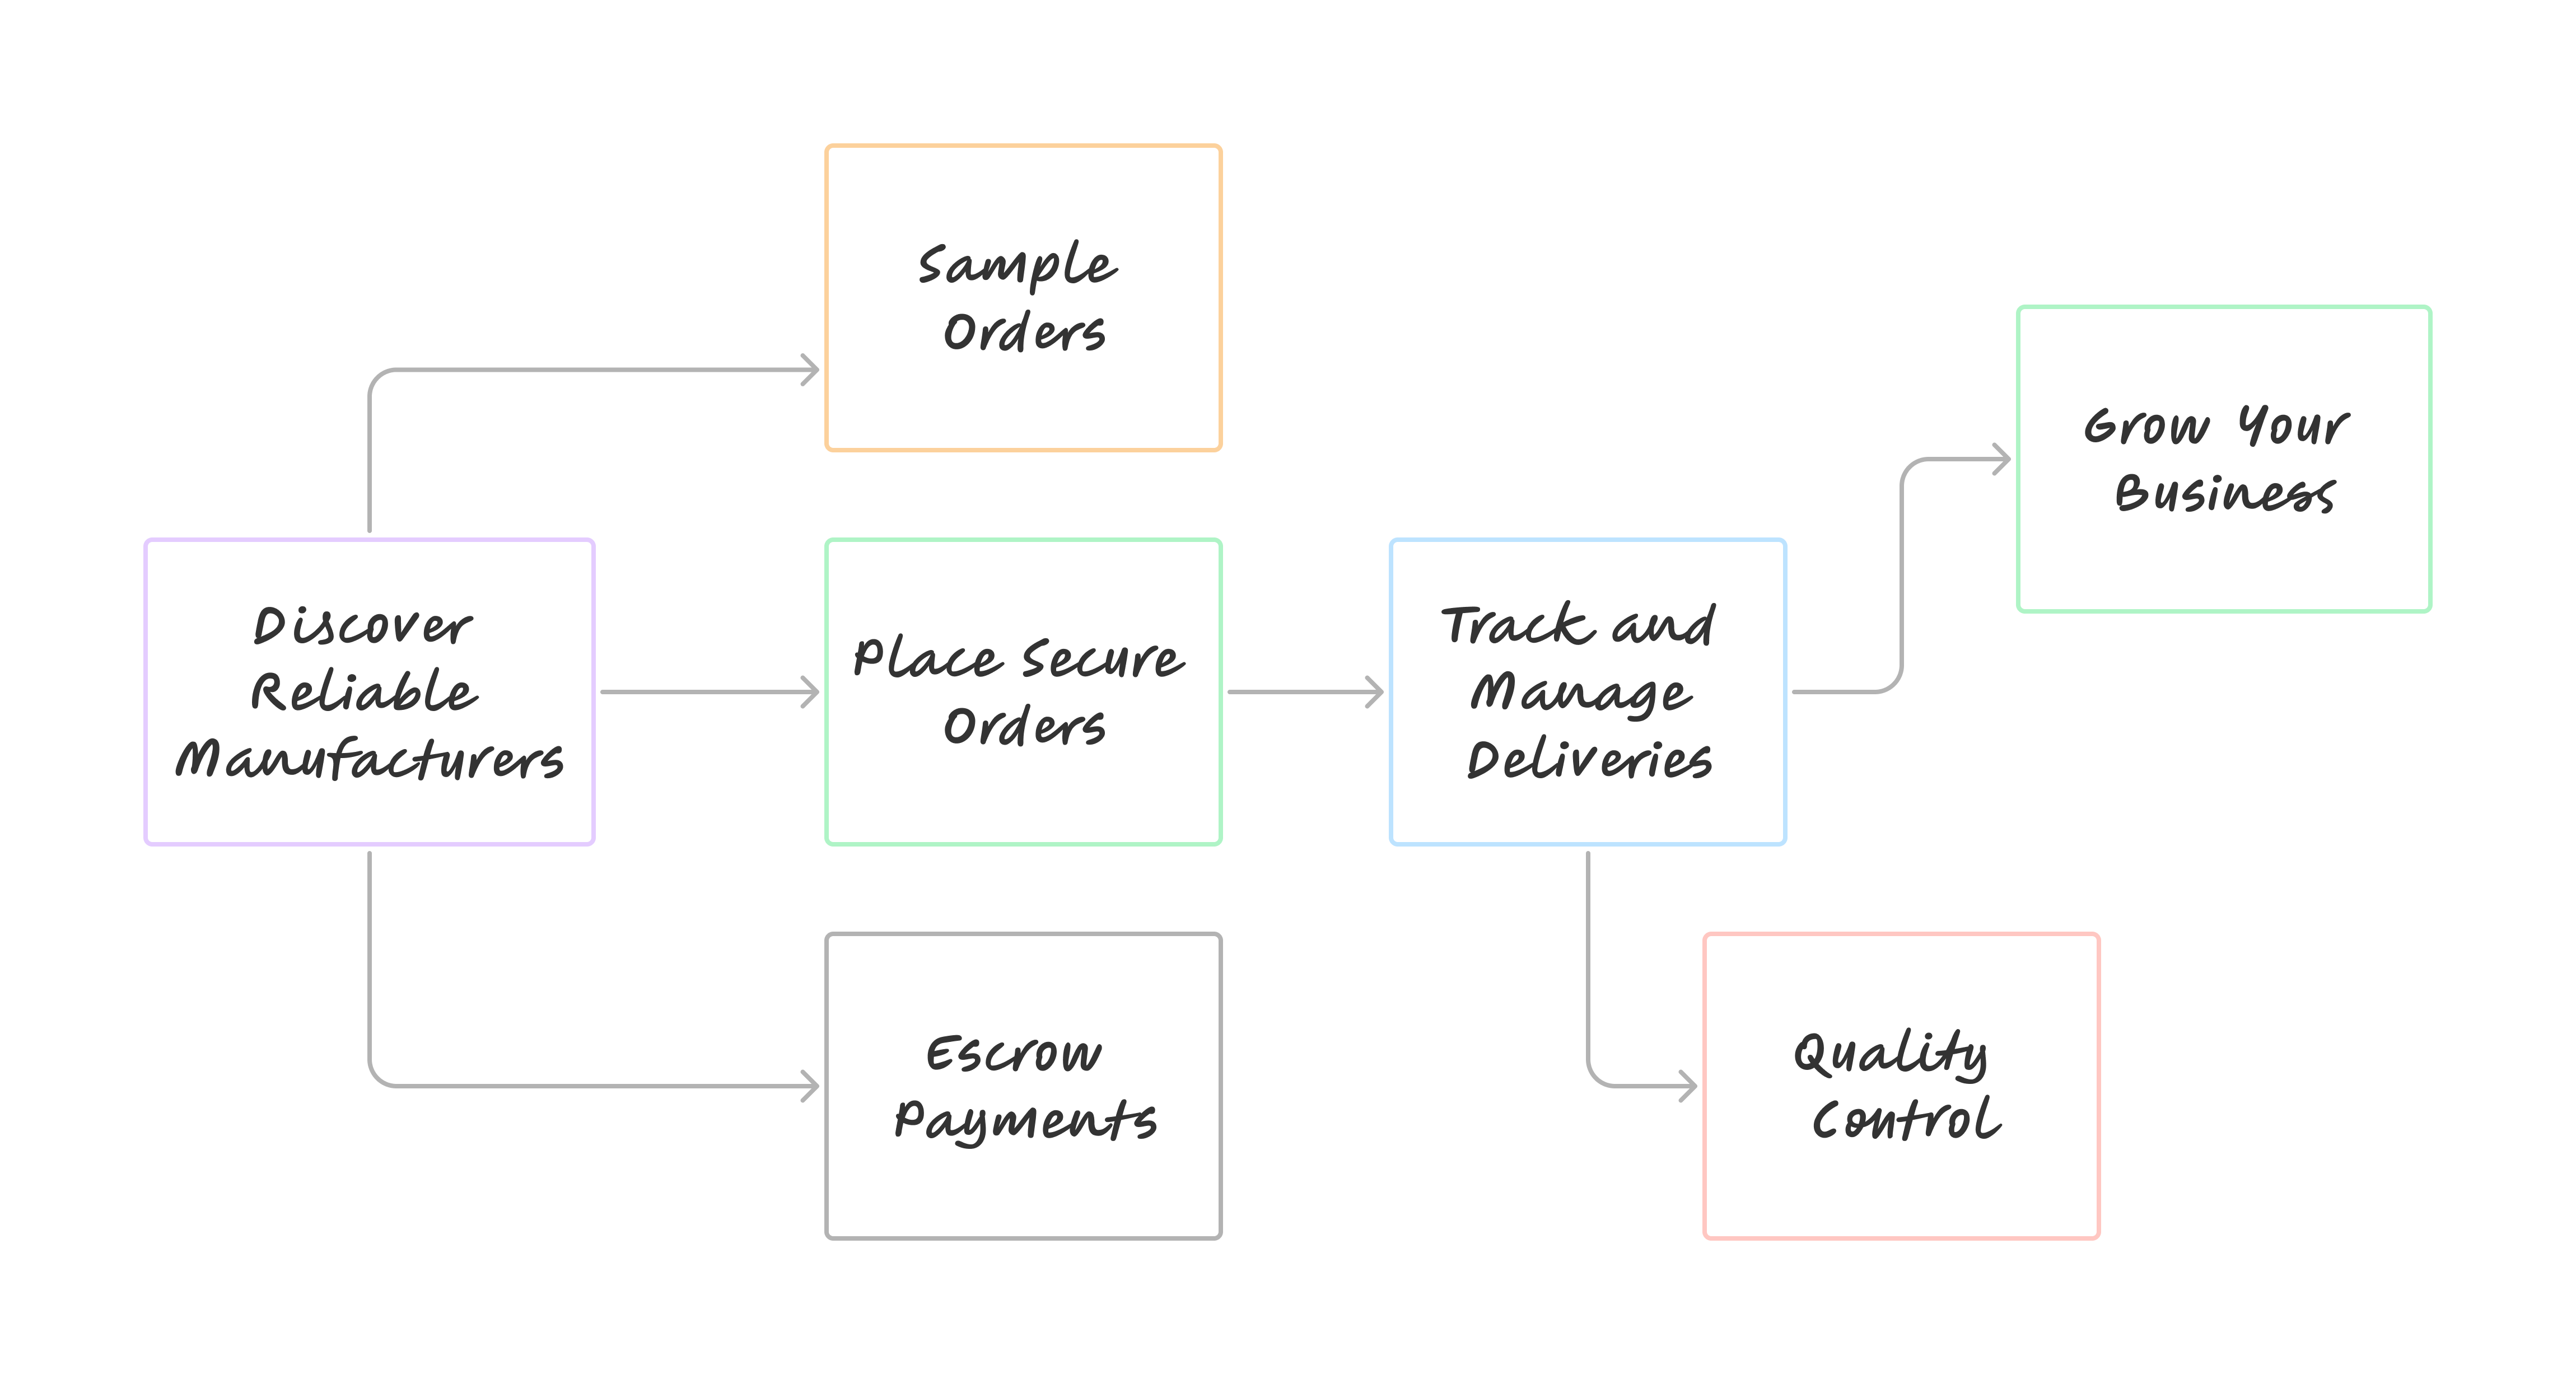 Sample
Orders
Grow Your
Business
Discover
Reliable
Manufacturers
Place Secure
Orders
Track and
Manage
Deliveries
Escrow
Payments
Quality
Control